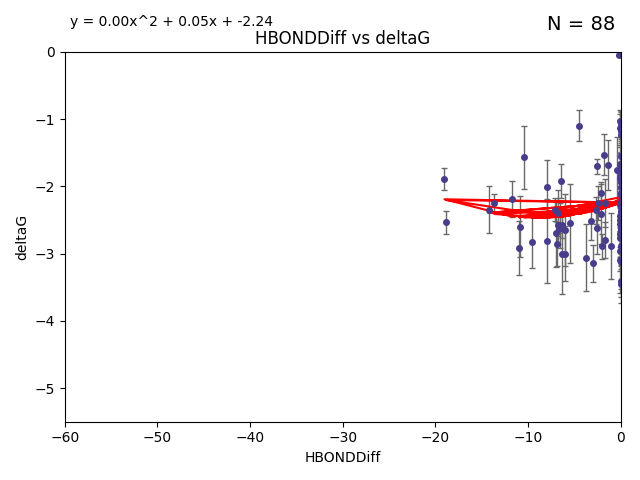 y = 0.00x^2 + 0.05x + -2.24
N = 88
HBONDDiff vs deltaG
0
−1
−2
−3
−4
−5
deltaG
−60 −50 −40 −30 −20 −10 0
HBONDDiff